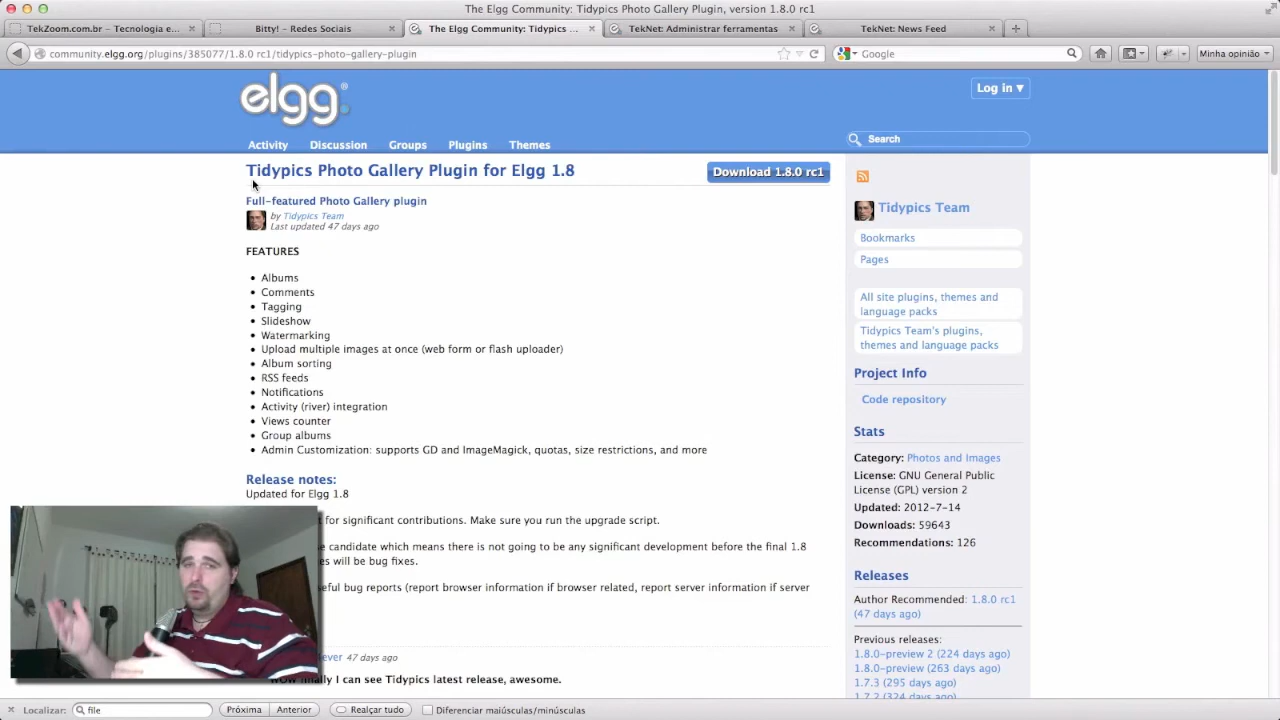 The Elgg Community: Tidypics Photo Gallery Plugin, version 1.8.0 rc1
TekZoom.com.br - Tecnologia e...
Bitty! - Redes Sociais
The Elgg Community: Tidypics ...
TekNet: Administrar ferramentas
TekNet: News Feed
community.elgg.org/plugins/385077/1.8.0 rc1/tidypics-photo-gallery-plugin
Google
Minha opinião
elgg
Log in ▼
Activity Discussion Groups Plugins Themes
Search
Tidypics Photo Gallery Plugin for Elgg 1.8
Download 1.8.0 rc1
Full-featured Photo Gallery plugin
by Tidypics Team
Last updated 47 days ago
FEATURES
• Albums
• Comments
• Tagging
• Slideshow
• Watermarking
• Upload multiple images at once (web form or flash uploader)
• Album sorting
• RSS feeds
• Notifications
• Activity (river) integration
• Views counter
• Group albums
• Admin Customization: supports GD and ImageMagick, quotas, size restrictions, and more
Release notes:
Updated for Elgg 1.8
for significant contributions. Make sure you run the upgrade script.
candidate which means there is not going to be any significant development before the final 1.8
will be bug fixes.
bug reports (report browser information if browser related, report server information if server
47 days ago
I can see Tidypics latest release, awesome.
Tidypics Team
Bookmarks
Pages
All site plugins, themes and
language packs
Tidypics Team's plugins,
themes and language packs
Project Info
Code repository
Stats
Category: Photos and Images
License: GNU General Public
License (GPL) version 2
Updated: 2012-7-14
Downloads: 59643
Recommendations: 126
Releases
Author Recommended: 1.8.0 rc1
(47 days ago)
Previous releases:
1.8.0-preview 2 (224 days ago)
1.8.0-preview (263 days ago)
1.7.3 (295 days ago)
1.7.2 (324 days ago)
Localizar: file
Próxima Anterior Realçar tudo Diferenciar maiúsculas/minúsculas